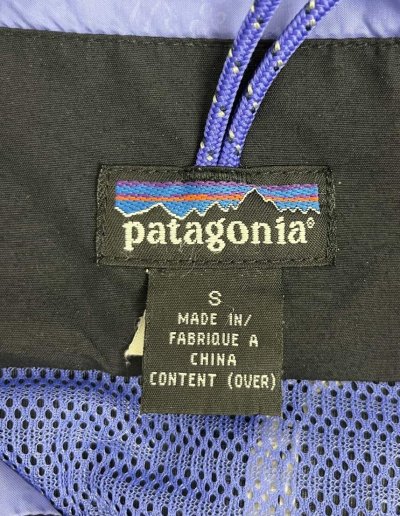 patagonia®
S
MADE IN/
FABRIQUE A
CHINA
CONTENT (OVER)